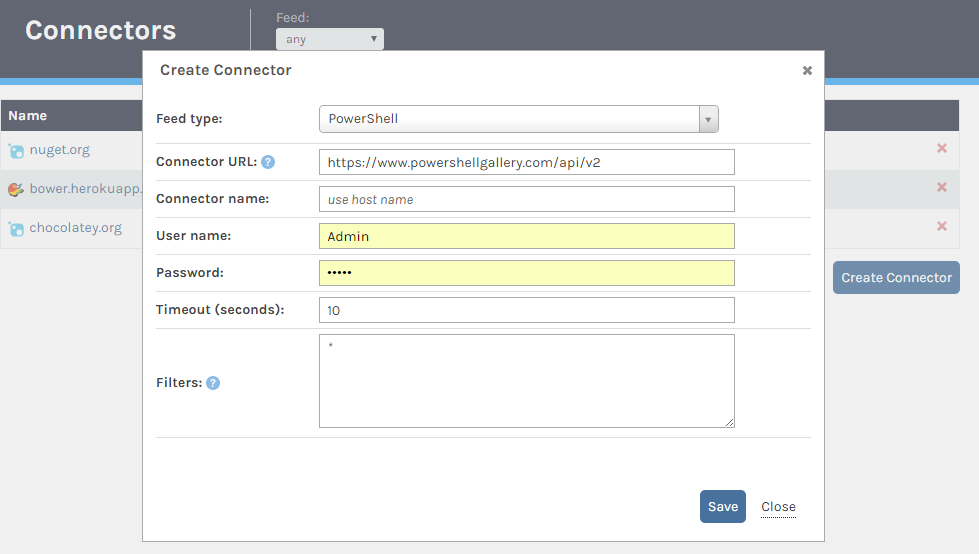 Connectors
Feed:
any
Create Connector
Name
Feed type:
PowerShell
nuget.org
Connector URL: ?
https://www.powershellgallery.com/api/v2
bower.herokuapp.
Connector name:
use host name
chocolatey.org
User name:
Admin
Password:
•••••
Create Connector
Timeout (seconds):
10
Filters: ?
*
Save
Close